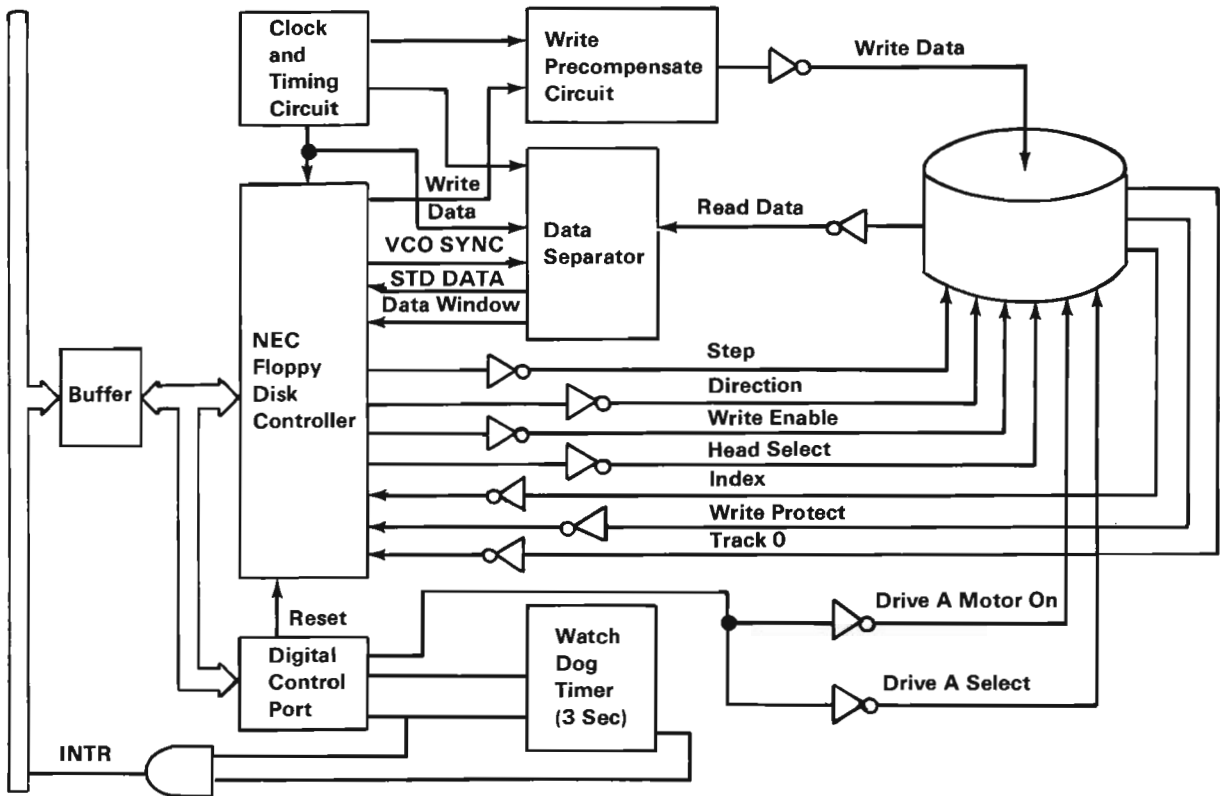 Clock
and
Timing
Circuit
Write
Precompensate
Circuit
Write Data
Write
Data
VCO SYNC
STD DATA
Data Window
Data
Separator
Read Data
NEC
Floppy
Disk
Controller
Buffer
Step
Direction
Write Enable
Head Select
Index
Write Protect
Track 0
Reset
Digital
Control
Port
Watch
Dog
Timer
(3 Sec)
Drive A Motor On
Drive A Select
INTR